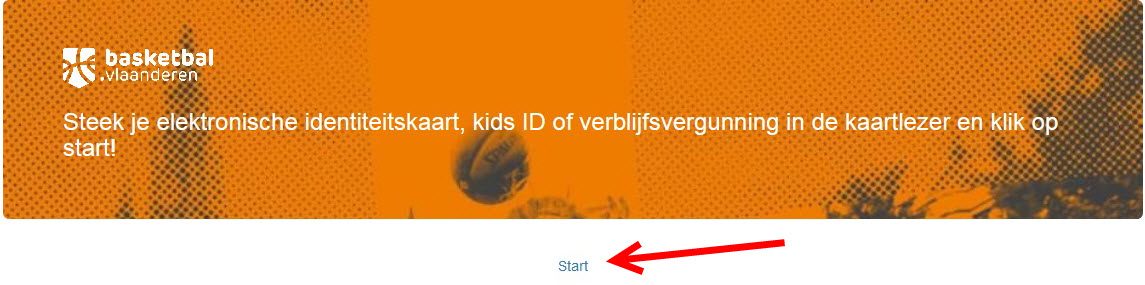 basketbal
.vlaanderen
Steek je elektronische identiteitskaart, kids ID of verblijfsvergunning in de kaartlezer en klik op
start!
Start